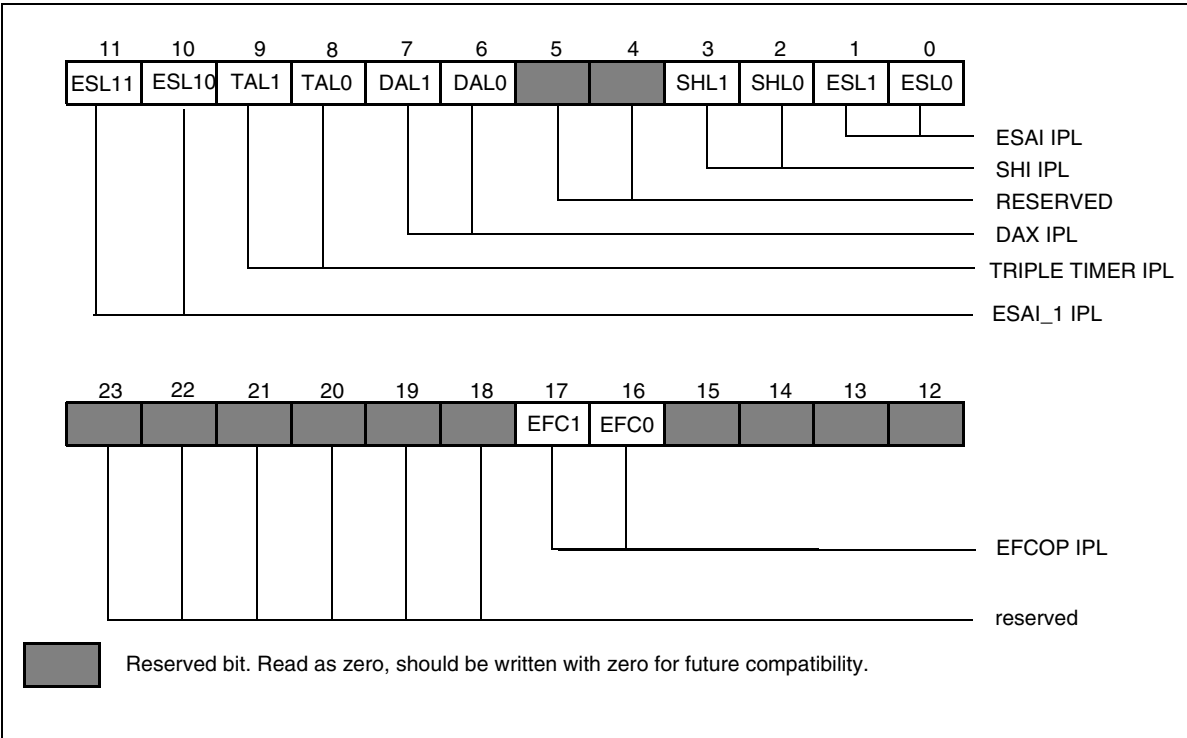 11 10 9 8 7 6 5 4 3 2 1 0
ESL11 ESL10 TAL1 TAL0 DAL1 DAL0 SHL1 SHL0 ESL1 ESL0
ESAI IPL
SHI IPL
RESERVED
DAX IPL
TRIPLE TIMER IPL
ESAI_1 IPL
23 22 21 20 19 18 17 16 15 14 13 12
EFC1 EFC0
EFCOP IPL
reserved
Reserved bit. Read as zero, should be written with zero for future compatibility.